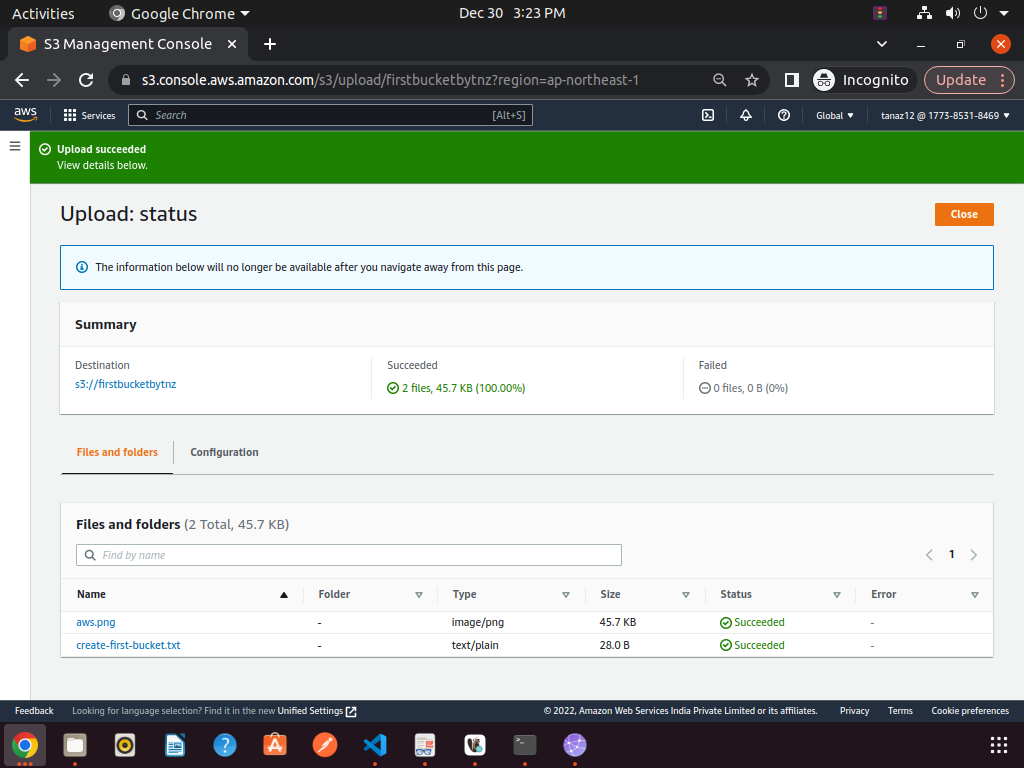 Activities Google Chrome Dec 30 3:23 PM
S3 Management Console
s3.console.aws.amazon.com/s3/upload/firstbucketbytnz?region=ap-northeast-1 Incognito Update
aws Services Search [Alt+S] Global tanaz12 @ 1773-8531-8469
Upload succeeded
View details below.
Upload: status Close
The information below will no longer be available after you navigate away from this page.
Summary
Destination Succeeded Failed
s3://firstbucketbytnz 2 files, 45.7 KB (100.00%) 0 files, 0 B (0%)
Files and folders Configuration
Files and folders (2 Total, 45.7 KB)
Find by name 1
Name Folder Type Size Status Error
aws.png - image/png 45.7 KB Succeeded -
create-first-bucket.txt - text/plain 28.0 B Succeeded -
Feedback Looking for language selection? Find it in the new Unified Settings © 2022, Amazon Web Services India Private Limited or its affiliates. Privacy Terms Cookie preferences